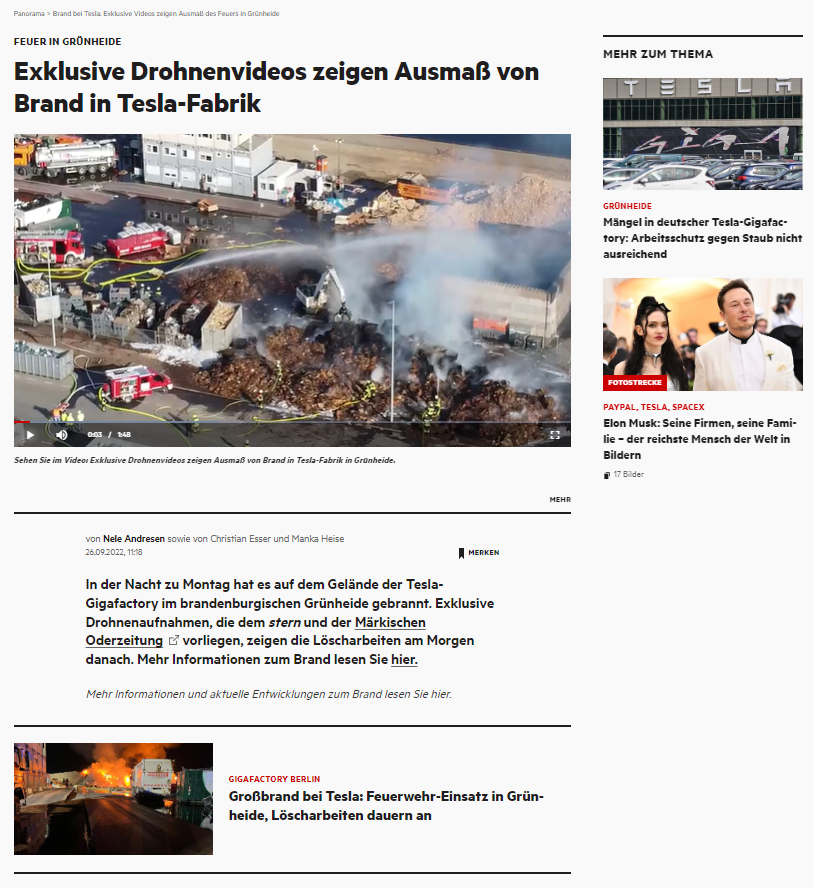 Panorama > Brand bei Tesla: Exklusive Videos zeigen Ausmaß des Feuers in Grünheide
FEUER IN GRÜNHEIDE
Exklusive Drohnenvideos zeigen Ausmaß von
Brand in Tesla-Fabrik
0:03 / 1:48
Sehen Sie im Video: Exklusive Drohnenvideos zeigen Ausmaß von Brand in Tesla-Fabrik in Grünheide.
MEHR
von Nele Andresen sowie von Christian Esser und Manka Heise
26.09.2022, 11:18
MERKEN
In der Nacht zu Montag hat es auf dem Gelände der Tesla-
Gigafactory im brandenburgischen Grünheide gebrannt. Exklusive
Drohnenaufnahmen, die dem stern und der Märkischen
Oderzeitung vorliegen, zeigen die Löscharbeiten am Morgen
danach. Mehr Informationen zum Brand lesen Sie hier.
Mehr Informationen und aktuelle Entwicklungen zum Brand lesen Sie hier.
GIGAFACTORY BERLIN
Großbrand bei Tesla: Feuerwehr-Einsatz in Grün-
heide, Löscharbeiten dauern an
MEHR ZUM THEMA
TESLA
GIGA
GRÜNHEIDE
Mängel in deutscher Tesla-Gigafac-
tory: Arbeitsschutz gegen Staub nicht
ausreichend
FOTOSTRECKE
PAYPAL, TESLA, SPACEX
Elon Musk: Seine Firmen, seine Fami-
lie – der reichste Mensch der Welt in
Bildern
17 Bilder